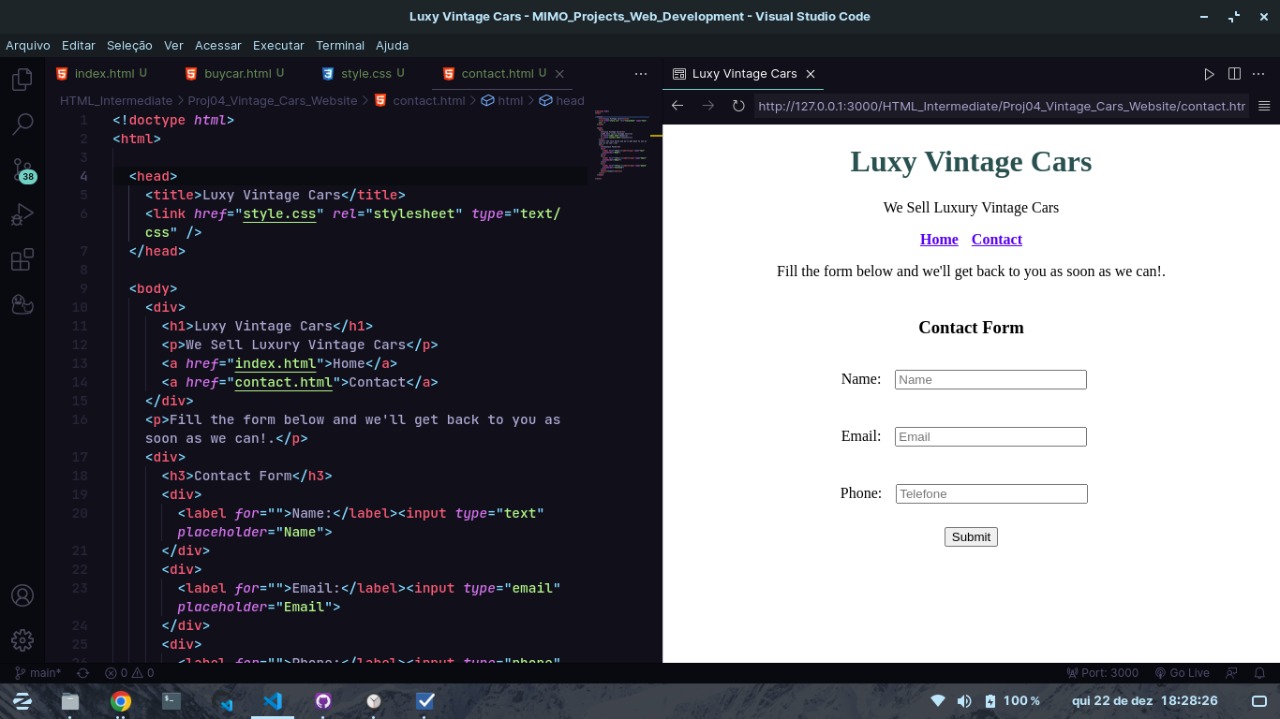 Luxy Vintage Cars - MIMO_Projects_Web_Development - Visual Studio Code
Arquivo Editar Seleção Ver Acessar Executar Terminal Ajuda
index.html U buycar.html U style.css U contact.html U
HTML_Intermediate > Proj04_Vintage_Cars_Website > contact.html > html > head
1 <!doctype html>
2 <html>
3
4 <head>
5 <title>Luxy Vintage Cars</title>
6 <link href="style.css" rel="stylesheet" type="text/
css" />
7 </head>
8
9 <body>
10 <div>
11 <h1>Luxy Vintage Cars</h1>
12 <p>We Sell Luxury Vintage Cars</p>
13 <a href="index.html">Home</a>
14 <a href="contact.html">Contact</a>
15 </div>
16 <p>Fill the form below and we'll get back to you as
soon as we can!.</p>
17 <div>
18 <h3>Contact Form</h3>
19 <div>
20 <label for="">Name:</label><input type="text"
placeholder="Name">
21 </div>
22 <div>
23 <label for="">Email:</label><input type="email"
placeholder="Email">
24 </div>
25 <div>
26 <label for="">Phone:</label><input type="phone"
38
Luxy Vintage Cars
http://127.0.0.1:3000/HTML_Intermediate/Proj04_Vintage_Cars_Website/contact.htr
Luxy Vintage Cars
We Sell Luxury Vintage Cars
Home Contact
Fill the form below and we'll get back to you as soon as we can!.
Contact Form
Name: Name
Email: Email
Phone: Telefone
Submit
main* 0 0 Port: 3000 Go Live
100 % qui 22 de dez 18:28:26